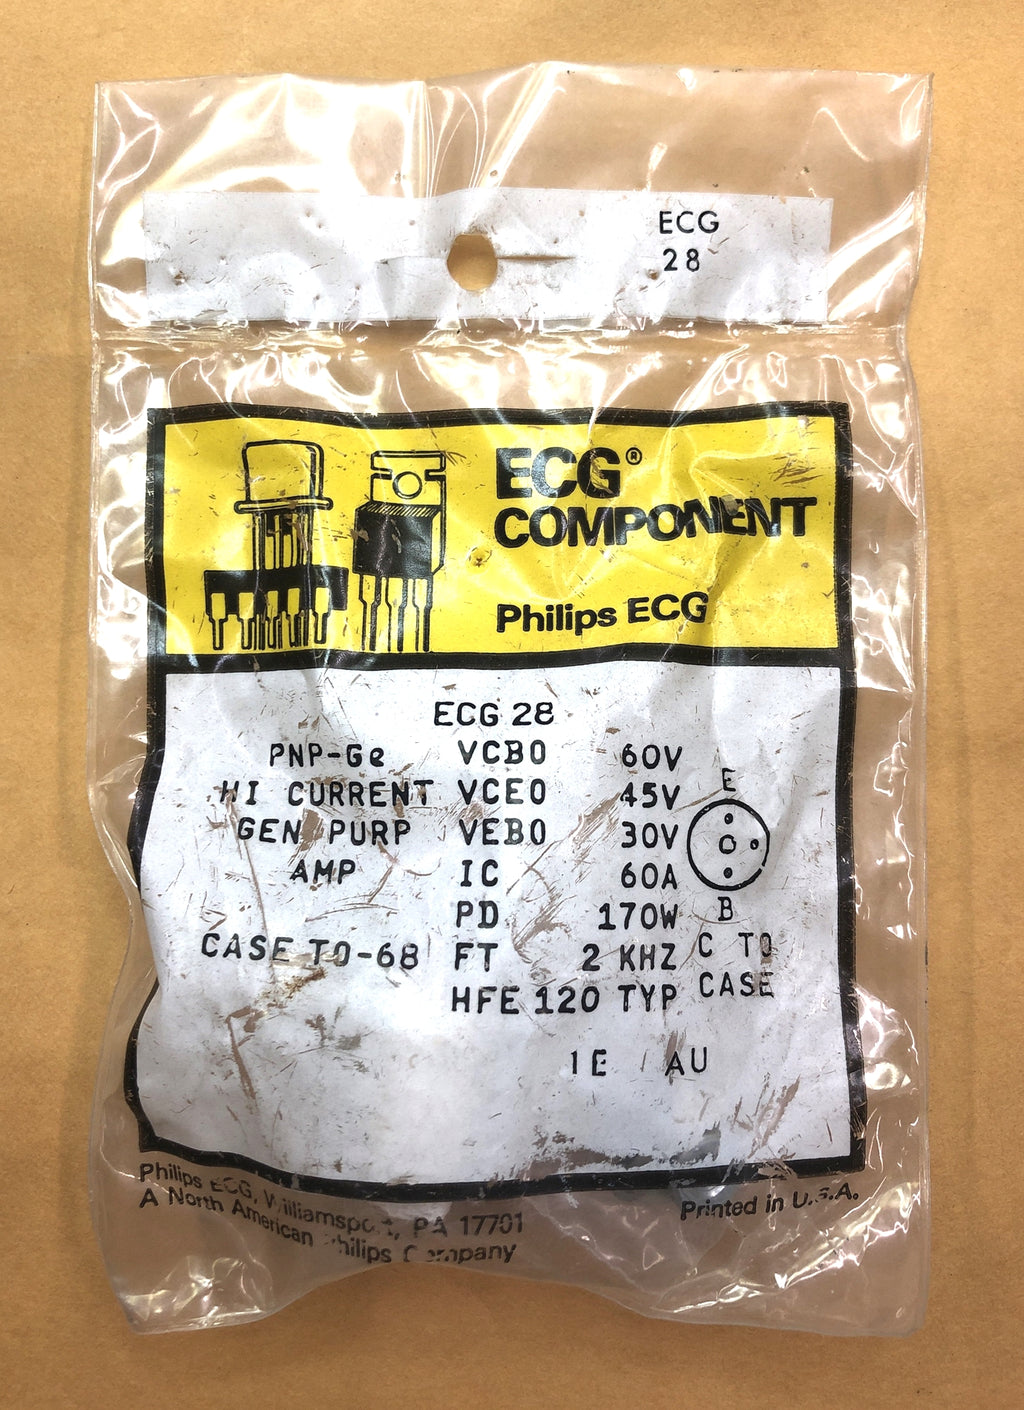 ECG
28
ECG®
COMPONENT
Philips ECG
ECG 28
PNP-Ge VCBO 60V
HI CURRENT VCEO 45V
GEN PURP VEBO 30V
AMP IC 60A
PD 170W
CASE TO-68 FT 2 KHZ
HFE 120 TYP
E
B
C TO
CASE
1E AU
Philips ECG, Williamsport, PA 17701
A North American Philips Company
Printed in U.S.A.